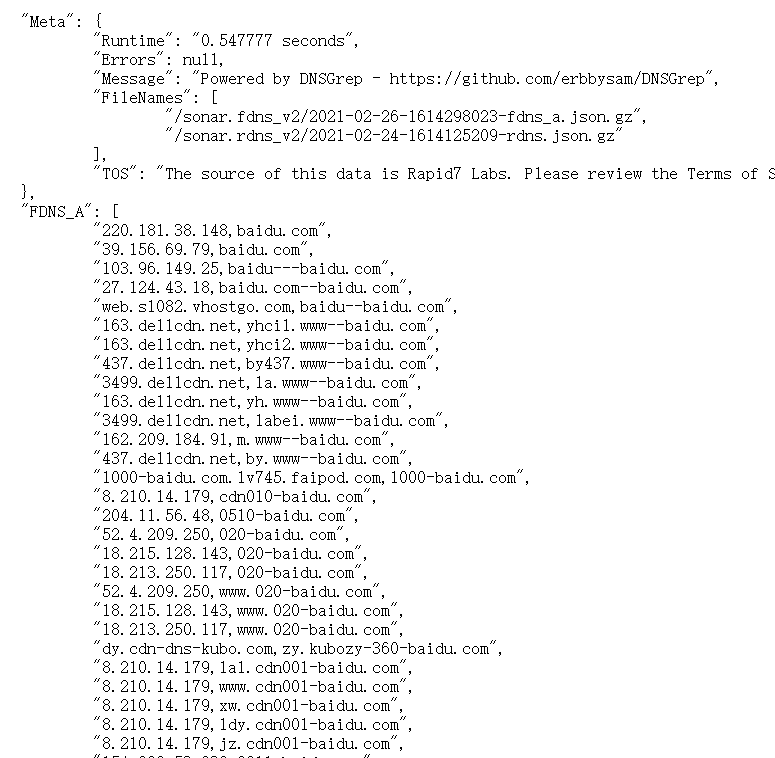 "Meta": {
"Runtime": "0.547777 seconds",
"Errors": null,
"Message": "Powered by DNSGrep - https://github.com/erbbysam/DNSGrep",
"FileNames": [
"/sonar.fdns_v2/2021-02-26-1614298023-fdns_a.json.gz",
"/sonar.rdns_v2/2021-02-24-1614125209-rdns.json.gz"
],
"TOS": "The source of this data is Rapid7 Labs. Please review the Terms of S
},
"FDNS_A": [
"220.181.38.148,baidu.com",
"39.156.69.79,baidu.com",
"103.96.149.25,baidu---baidu.com",
"27.124.43.18,baidu.com--baidu.com",
"web.s1082.vhostgo.com,baidu--baidu.com",
"163.dellcdn.net,yhci1.www--baidu.com",
"163.dellcdn.net,yhci2.www--baidu.com",
"437.dellcdn.net,by437.www--baidu.com",
"3499.dellcdn.net,la.www--baidu.com",
"163.dellcdn.net,yh.www--baidu.com",
"3499.dellcdn.net,labei.www--baidu.com",
"162.209.184.91,m.www--baidu.com",
"437.dellcdn.net,by.www--baidu.com",
"1000-baidu.com.lv745.faipod.com,1000-baidu.com",
"8.210.14.179,cdn010-baidu.com",
"204.11.56.48,0510-baidu.com",
"52.4.209.250,020-baidu.com",
"18.215.128.143,020-baidu.com",
"18.213.250.117,020-baidu.com",
"52.4.209.250,www.020-baidu.com",
"18.215.128.143,www.020-baidu.com",
"18.213.250.117,www.020-baidu.com",
"dy.cdn-dns-kubo.com,zy.kubozy-360-baidu.com",
"8.210.14.179,lal.cdn001-baidu.com",
"8.210.14.179,www.cdn001-baidu.com",
"8.210.14.179,xw.cdn001-baidu.com",
"8.210.14.179,ldy.cdn001-baidu.com",
"8.210.14.179,jz.cdn001-baidu.com",